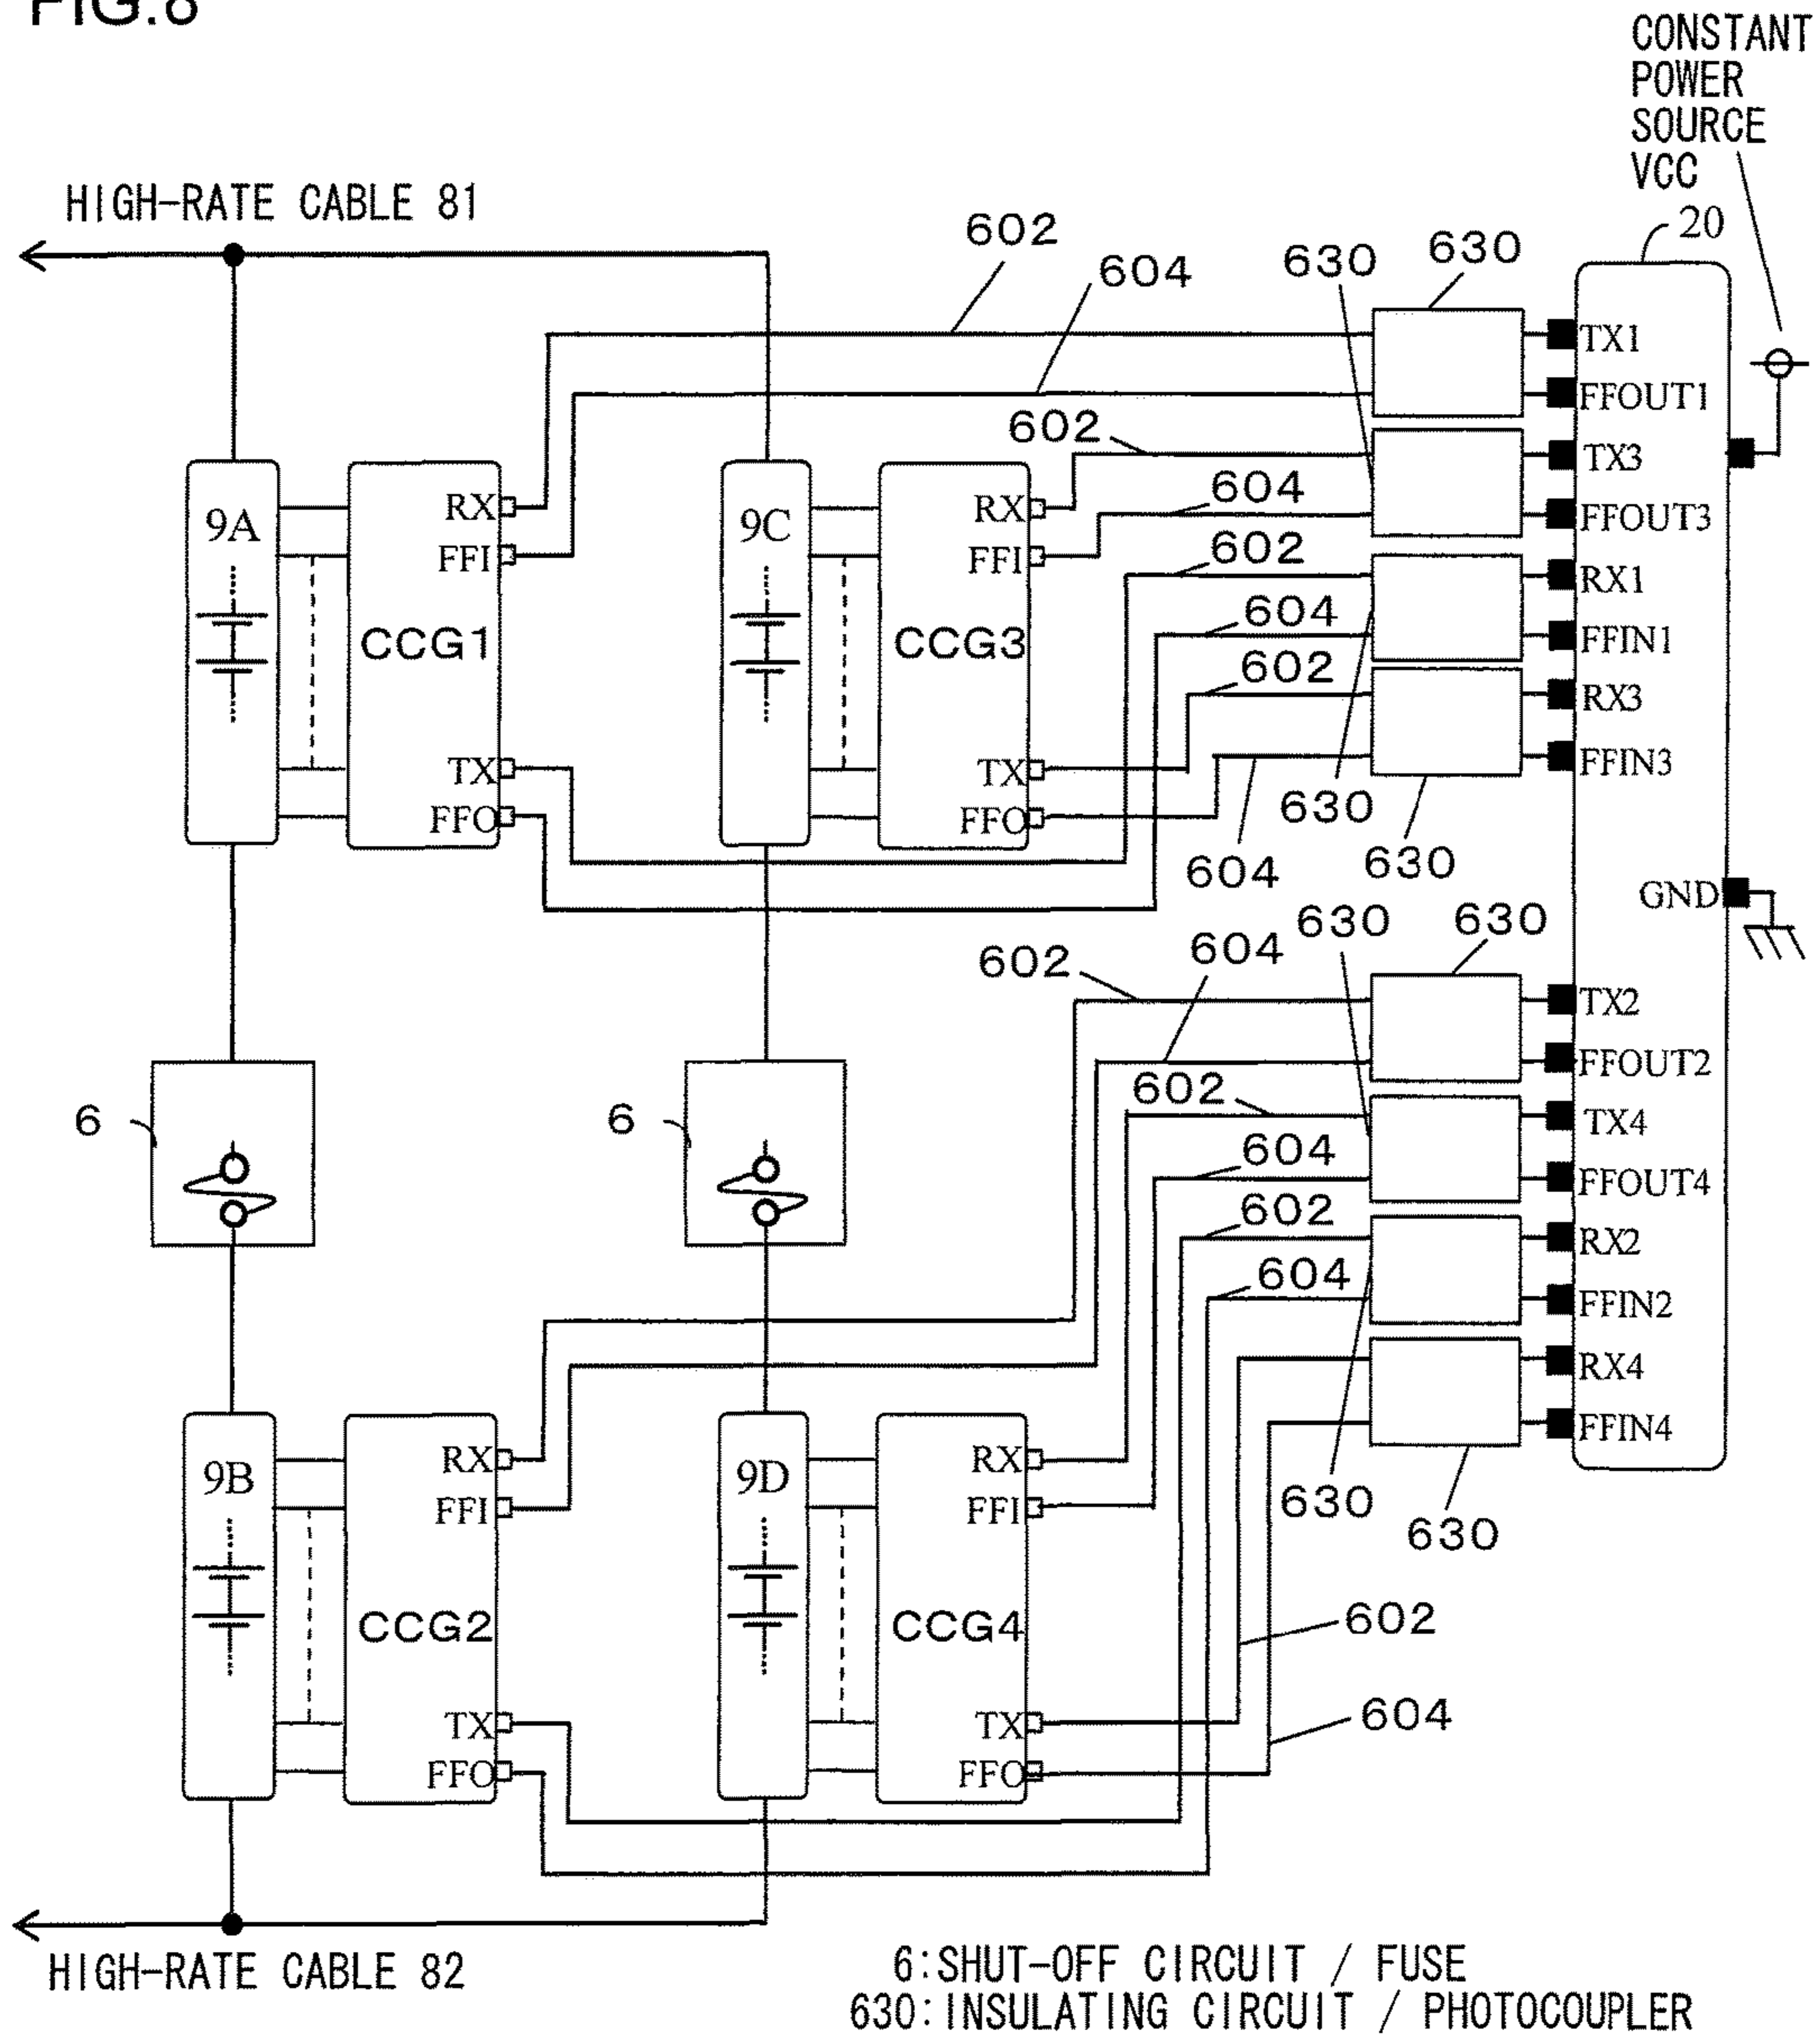 FIG.8
CONSTANT
POWER
SOURCE
VCC
HIGH-RATE CABLE 81
602
604
630
630
20
TX1
FFOUT1
602
TX3
604
FFOUT3
602
RX1
604
FFIN1
602
RX3
FFIN3
9A
RX
FFI
CCG1
TX
FFO
9C
RX
FFI
CCG3
TX
FFO
630
630
604
GND
630
630
602
604
TX2
FFOUT2
602
TX4
604
FFOUT4
602
RX2
604
FFIN2
RX4
FFIN4
6
6
630
630
9B
RX
FFI
CCG2
TX
FFO
9D
RX
FFI
CCG4
TX
FFO
602
604
HIGH-RATE CABLE 82
6:SHUT-OFF CIRCUIT / FUSE
630:INSULATING CIRCUIT / PHOTOCOUPLER